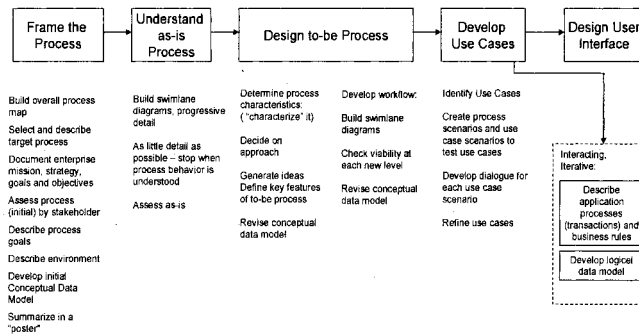 Frame the
Process
Understand
as-is
Process
Design to-be Process
Develop
Use Cases
Design User
Interface
Build overall process
map
Select and describe
target process
Document enterprise
mission, strategy,
goals and objectives
Assess process
(initial) by stakeholder
Describe process
goals
Describe environment
Develop initial
Conceptual Data
Model
Summarize in a
"poster"
Build swimlane
diagrams, progressive
detail
As little detail as
possible – stop when
process behavior is
understood
Assess as-is
Determine process
characteristics:
( "characterize" it)
Decide on
approach
Generate ideas
Define key features
of to-be process
Revise conceptual
data model
Develop workflow:
Build swimlane
diagrams
Check viability at
each new level
Revise conceptual
data model
Identify Use Cases
Create process
scenarios and use
case scenarios to
test use cases
Develop dialogue for
each use case
scenario
Refine use cases
Interacting,
Iterative:
Describe
application
processes
(transactions) and
business rules
Develop logical
data model